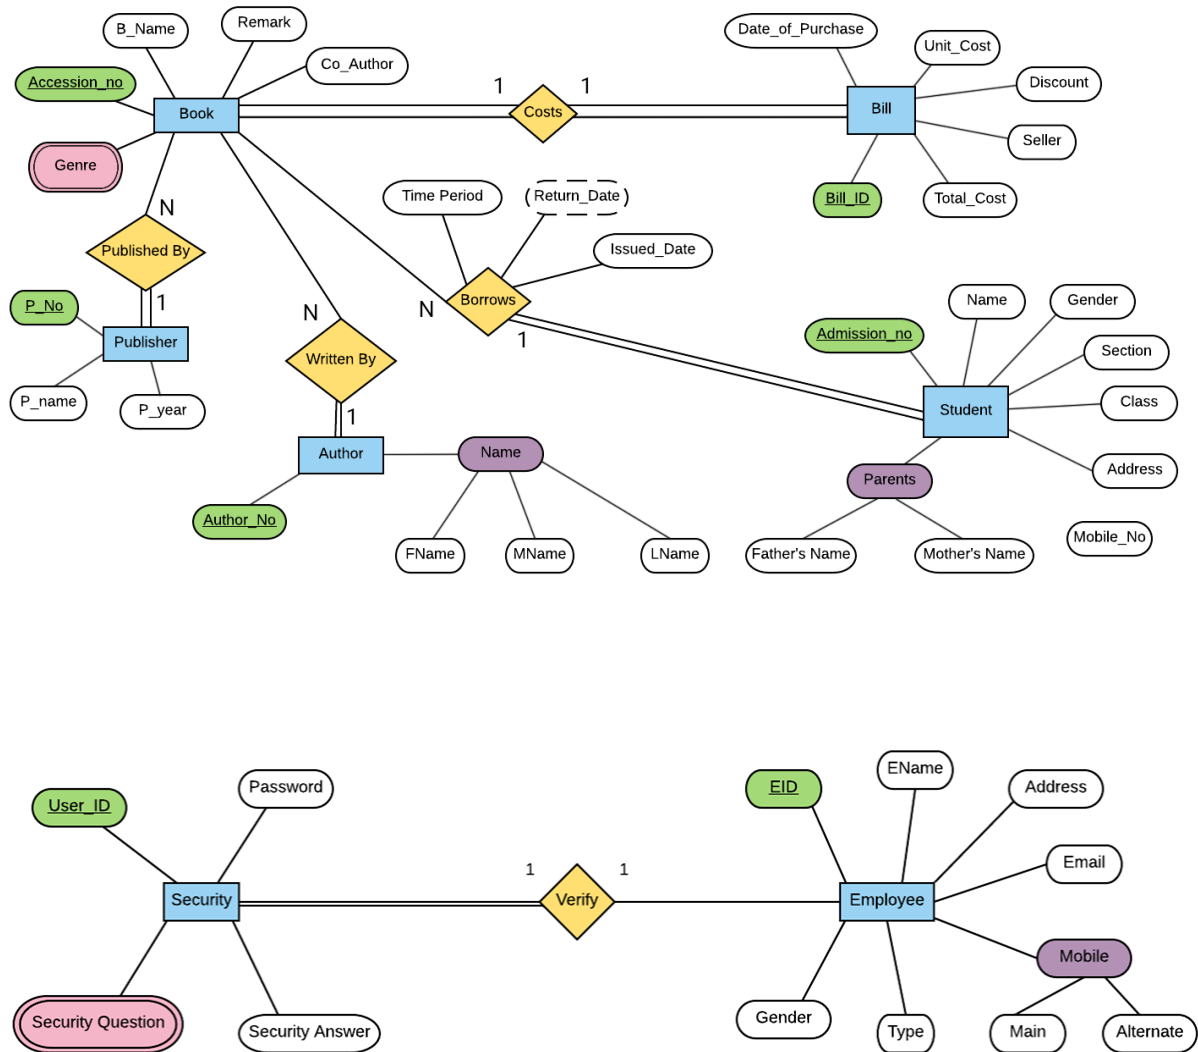 B_Name
Remark
Co_Author
Accession_no
Book
Genre
1
Costs
1
Date_of_Purchase
Unit_Cost
Discount
Bill
Seller
Bill_ID
Total_Cost
N
Published By
1
P_No
Publisher
P_name
P_year
N
Written By
1
Author
Author_No
Name
FName
MName
LName
Time Period
Return_Date
Issued_Date
N
Borrows
1
Name
Gender
Admission_no
Section
Student
Class
Address
Parents
Father's Name
Mother's Name
Mobile_No
User_ID
Password
Security
Security Question
Security Answer
1
Verify
1
EID
EName
Address
Email
Employee
Mobile
Gender
Type
Main
Alternate